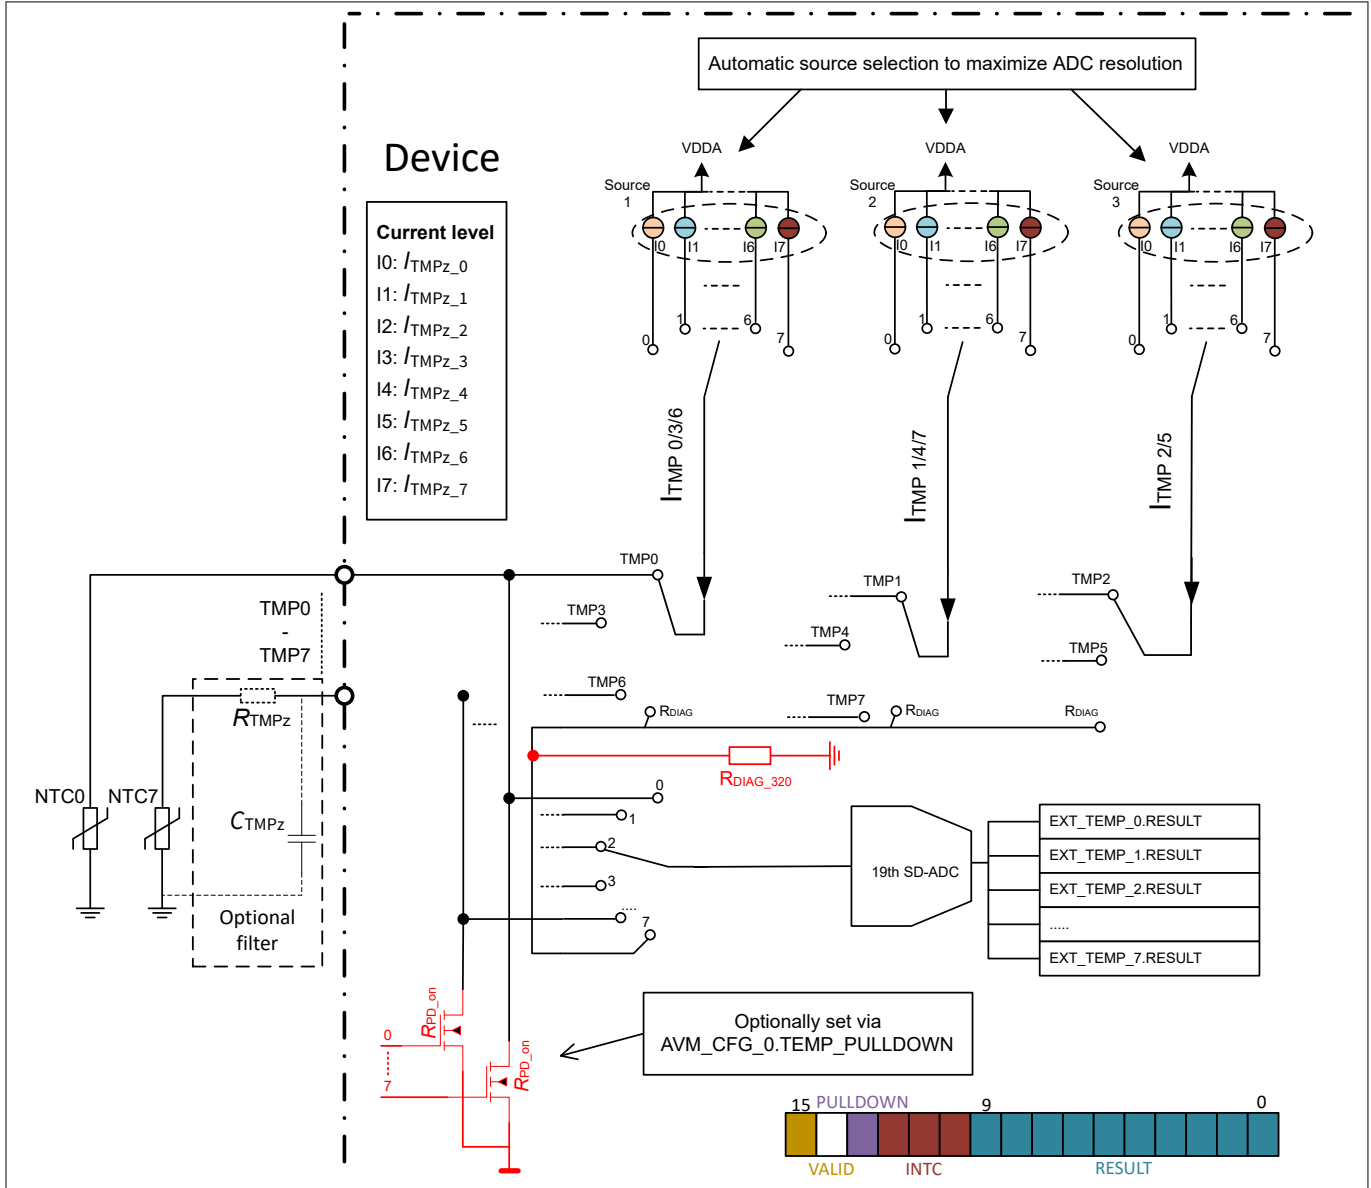 Automatic source selection to maximize ADC resolution
Device
VDDA
VDDA
VDDA
Source
1
Source
2
Source
3
I0
I1
I6
I7
I0
I1
I6
I7
I0
I1
I6
I7
0
1
6
7
0
1
6
7
0
1
6
7
Current level
I0: ITMPz_0
I1: ITMPz_1
I2: ITMPz_2
I3: ITMPz_3
I4: ITMPz_4
I5: ITMPz_5
I6: ITMPz_6
I7: ITMPz_7
ITMP 0/3/6
ITMP 1/4/7
ITMP 2/5
TMP0
TMP3
TMP6
TMP1
TMP4
TMP7
TMP2
TMP5
RDIAG
RDIAG
RDIAG
RDIAG_320
TMP0
-
TMP7
RTMPz
NTC0
NTC7
CTMPz
Optional
filter
0
1
2
3
....
7
19th SD-ADC
EXT_TEMP_0.RESULT
EXT_TEMP_1.RESULT
EXT_TEMP_2.RESULT
.....
EXT_TEMP_7.RESULT
RPD_on
RPD_on
0
7
Optionally set via
AVM_CFG_0.TEMP_PULLDOWN
15
PULLDOWN
9
0
VALID
INTC
RESULT